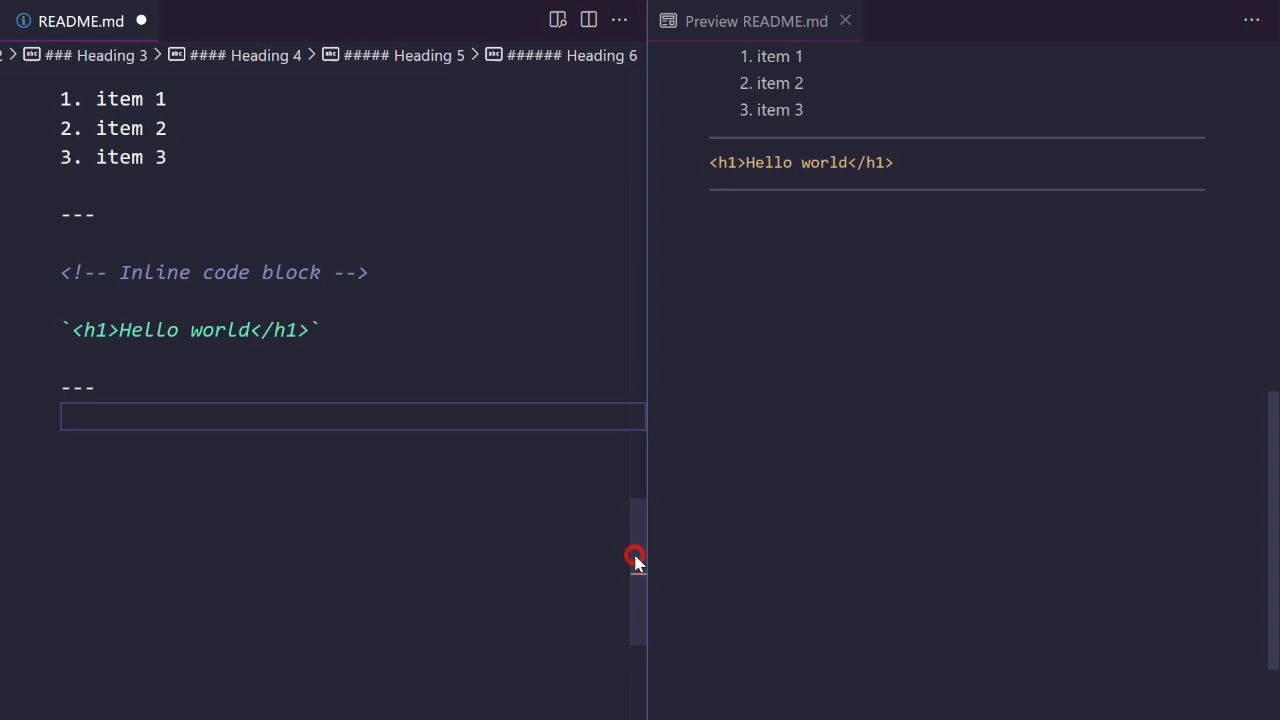 README.md
Preview README.md
2 > ### Heading 3 > #### Heading 4 > ##### Heading 5 > ###### Heading 6
1. item 1
2. item 2
3. item 3
---
<!-- Inline code block -->
`<h1>Hello world</h1>`
---
1. item 1
2. item 2
3. item 3
<h1>Hello world</h1>